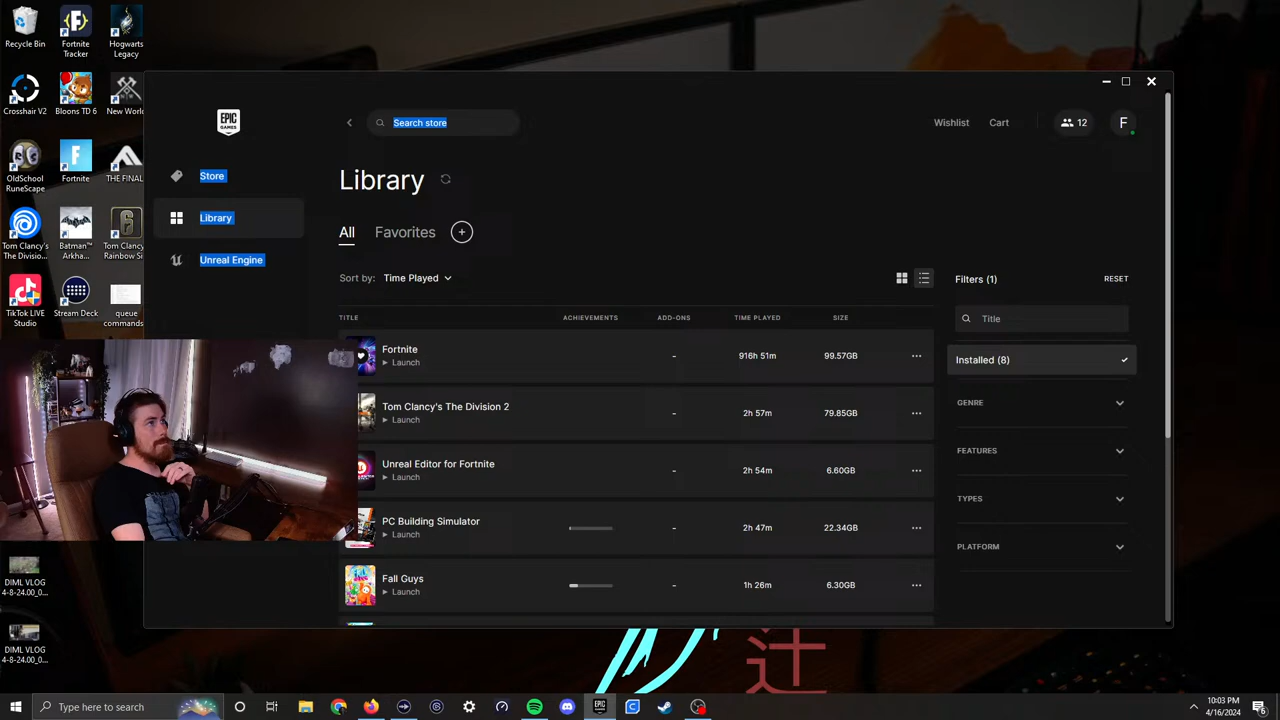 Recycle Bin
Fortnite Tracker
Hogwarts Legacy
Crosshair V2
Bloons TD 6
New World
OldSchool RuneScape
Fortnite
THE FINAL
Tom Clancy's The Divisio...
Batman™ Arkha...
Tom Clancy Rainbow Si
TikTok LIVE Studio
Stream Deck
queue commands
DIML VLOG 4-8-24.00_0...
DIML VLOG 4-8-24.00_0...
EPIC GAMES
Search store
Wishlist
Cart
12
F
Store
Library
Unreal Engine
Library
All
Favorites
Sort by: Time Played
TITLE ACHIEVEMENTS ADD-ONS TIME PLAYED SIZE
Fortnite
Launch
- 916h 51m 99.57GB
Tom Clancy's The Division 2
Launch
- 2h 57m 79.85GB
Unreal Editor for Fortnite
Launch
- 2h 54m 6.60GB
PC Building Simulator
Launch
- 2h 47m 22.34GB
Fall Guys
Launch
- 1h 26m 6.30GB
Filters (1)
RESET
Title
Installed (8)
GENRE
FEATURES
TYPES
PLATFORM
辻
Type here to search
EPIC
10:03 PM
4/16/2024
6